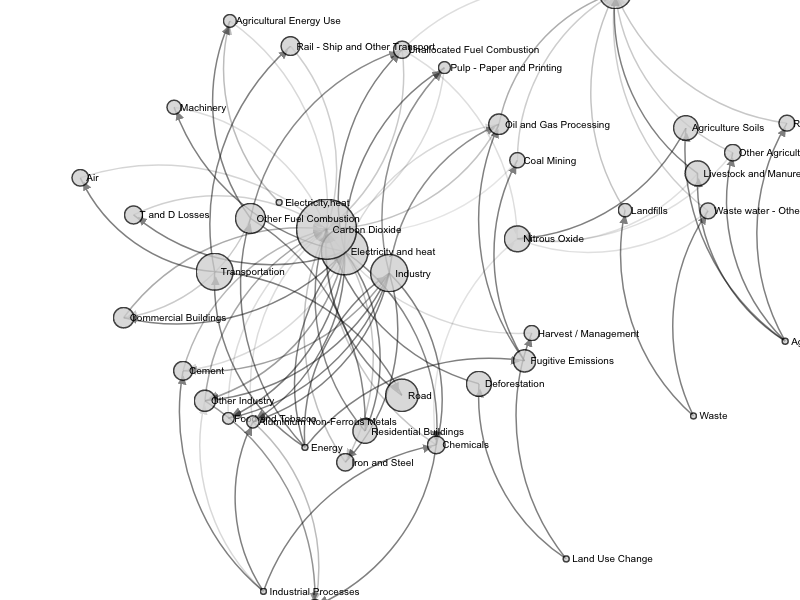 Agricultural Energy Use
Rail - Ship and Other Transport
Unallocated Fuel Combustion
Pulp - Paper and Printing
Machinery
Oil and Gas Processing
Agriculture Soils
R
Other Agricult
Coal Mining
Livestock and Manure
Air
Electricity,heat
T and D Losses
Other Fuel Combustion
Carbon Dioxide
Landfills
Waste water - Othe
Nitrous Oxide
Electricity and heat
Transportation
Industry
Commercial Buildings
Harvest / Management
Ag
Fugitive Emissions
Cement
Deforestation
Road
Other Industry
Food and Tobacco
Aluminium Non-Ferrous Metals
Waste
Residential Buildings
Chemicals
Energy
Iron and Steel
Land Use Change
Industrial Processes